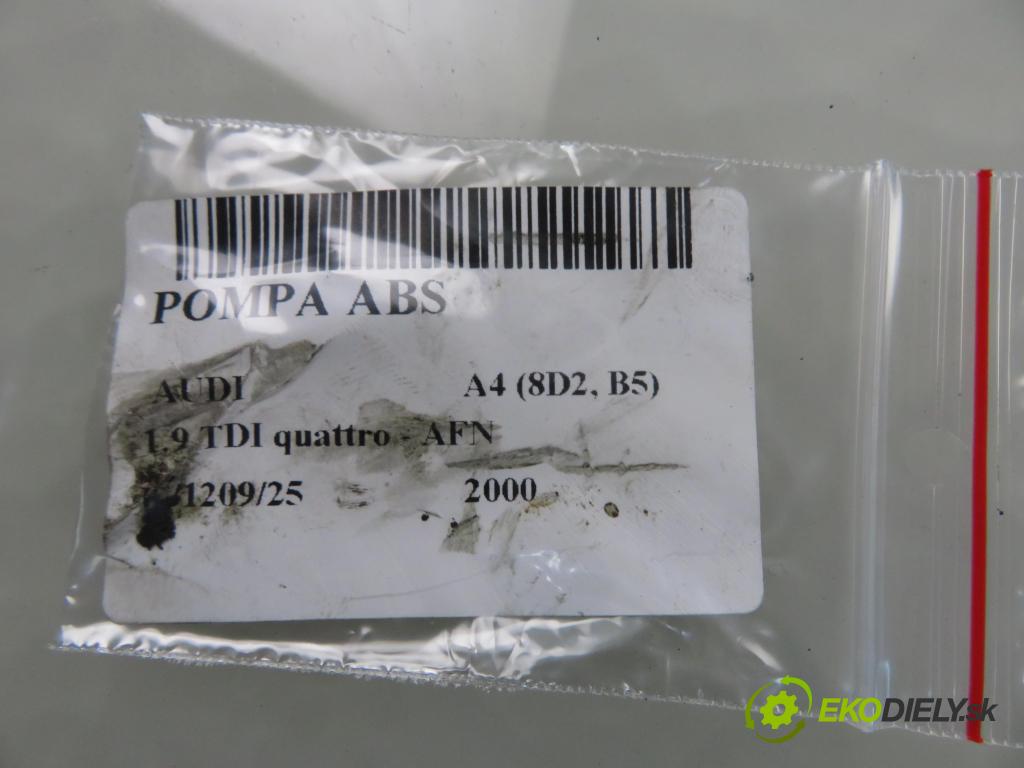 POMPA ABS
AUDI A4 (8D2, B5)
1.9 TDI quattro - AFN
1209/25 2000
EKODIELY.sk